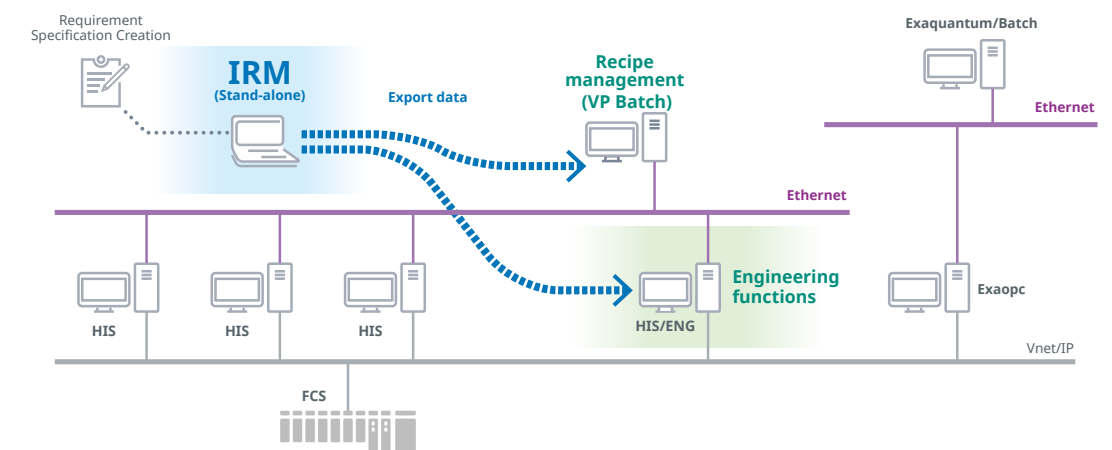 Requirement
Specification Creation
IRM
(Stand-alone)
Export data
Recipe
management
(VP Batch)
Exaquantum/Batch
Ethernet
Ethernet
HIS
HIS
HIS
HIS/ENG
Engineering
functions
Exaopc
Vnet/IP
FCS